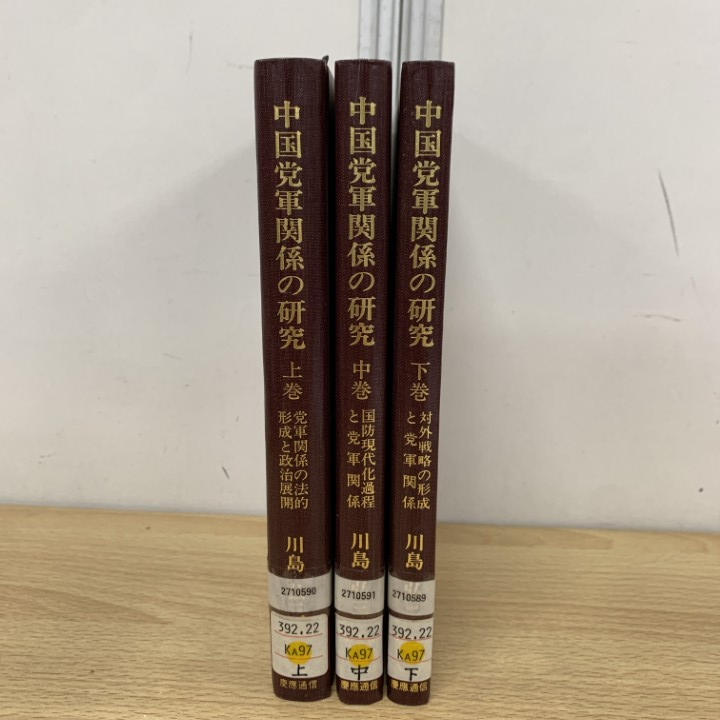 中国党軍関係の研究
上巻
党軍関係の法的
形成と政治展開
川島
2710590
392.22
KA97
上
慶應通信
中国党軍関係の研究
中巻
国防現代化過程
と党軍関係
川島
2710591
392.22
KA97
中
慶應通信
中国党軍関係の研究
下巻
対外戦略の形成
と党軍関係
川島
2710589
392.22
KA97
下
慶應通信